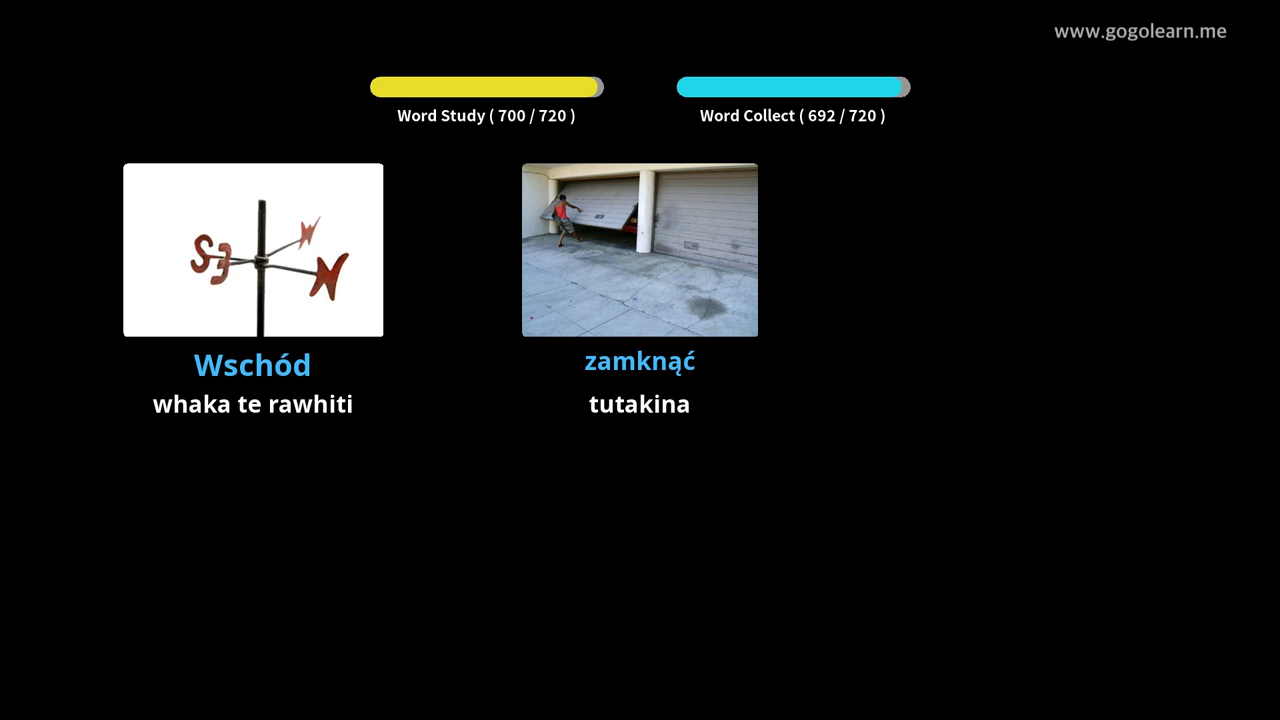 www.gogolearn.me
Word Study ( 700 / 720 )
Word Collect ( 692 / 720 )
S E N W
Wschód
whaka te rawhiti
zamknąć
tutakina